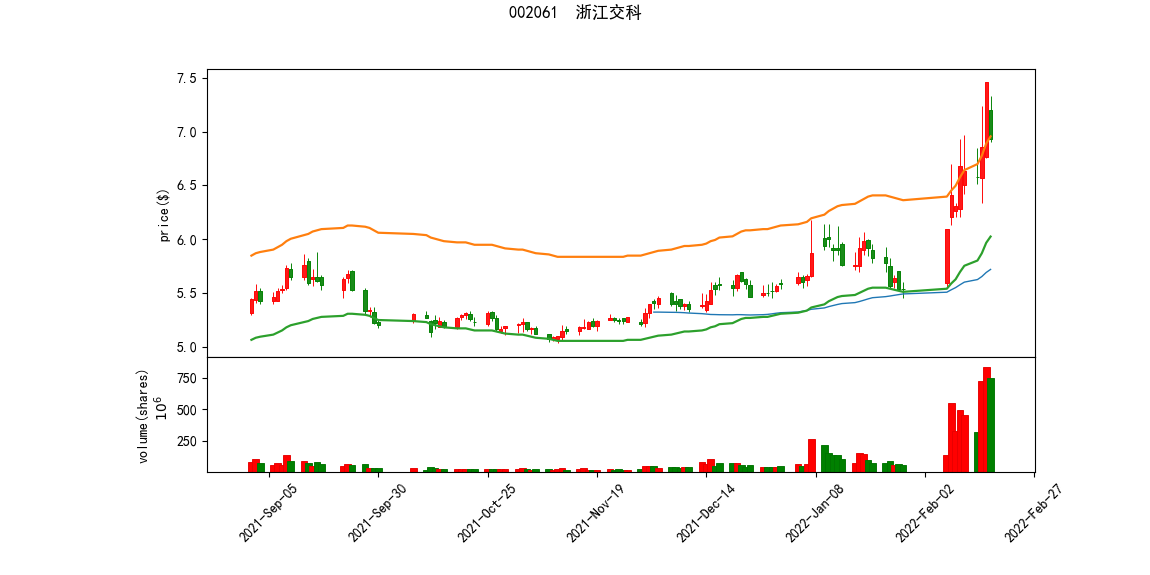 002061 浙江交科
7.5
7.0
6.5
6.0
5.5
5.0
price($)
750
500
250
volume(shares)
10^6
2021-Sep-05
2021-Sep-30
2021-Oct-25
2021-Nov-19
2021-Dec-14
2022-Jan-08
2022-Feb-02
2022-Feb-27